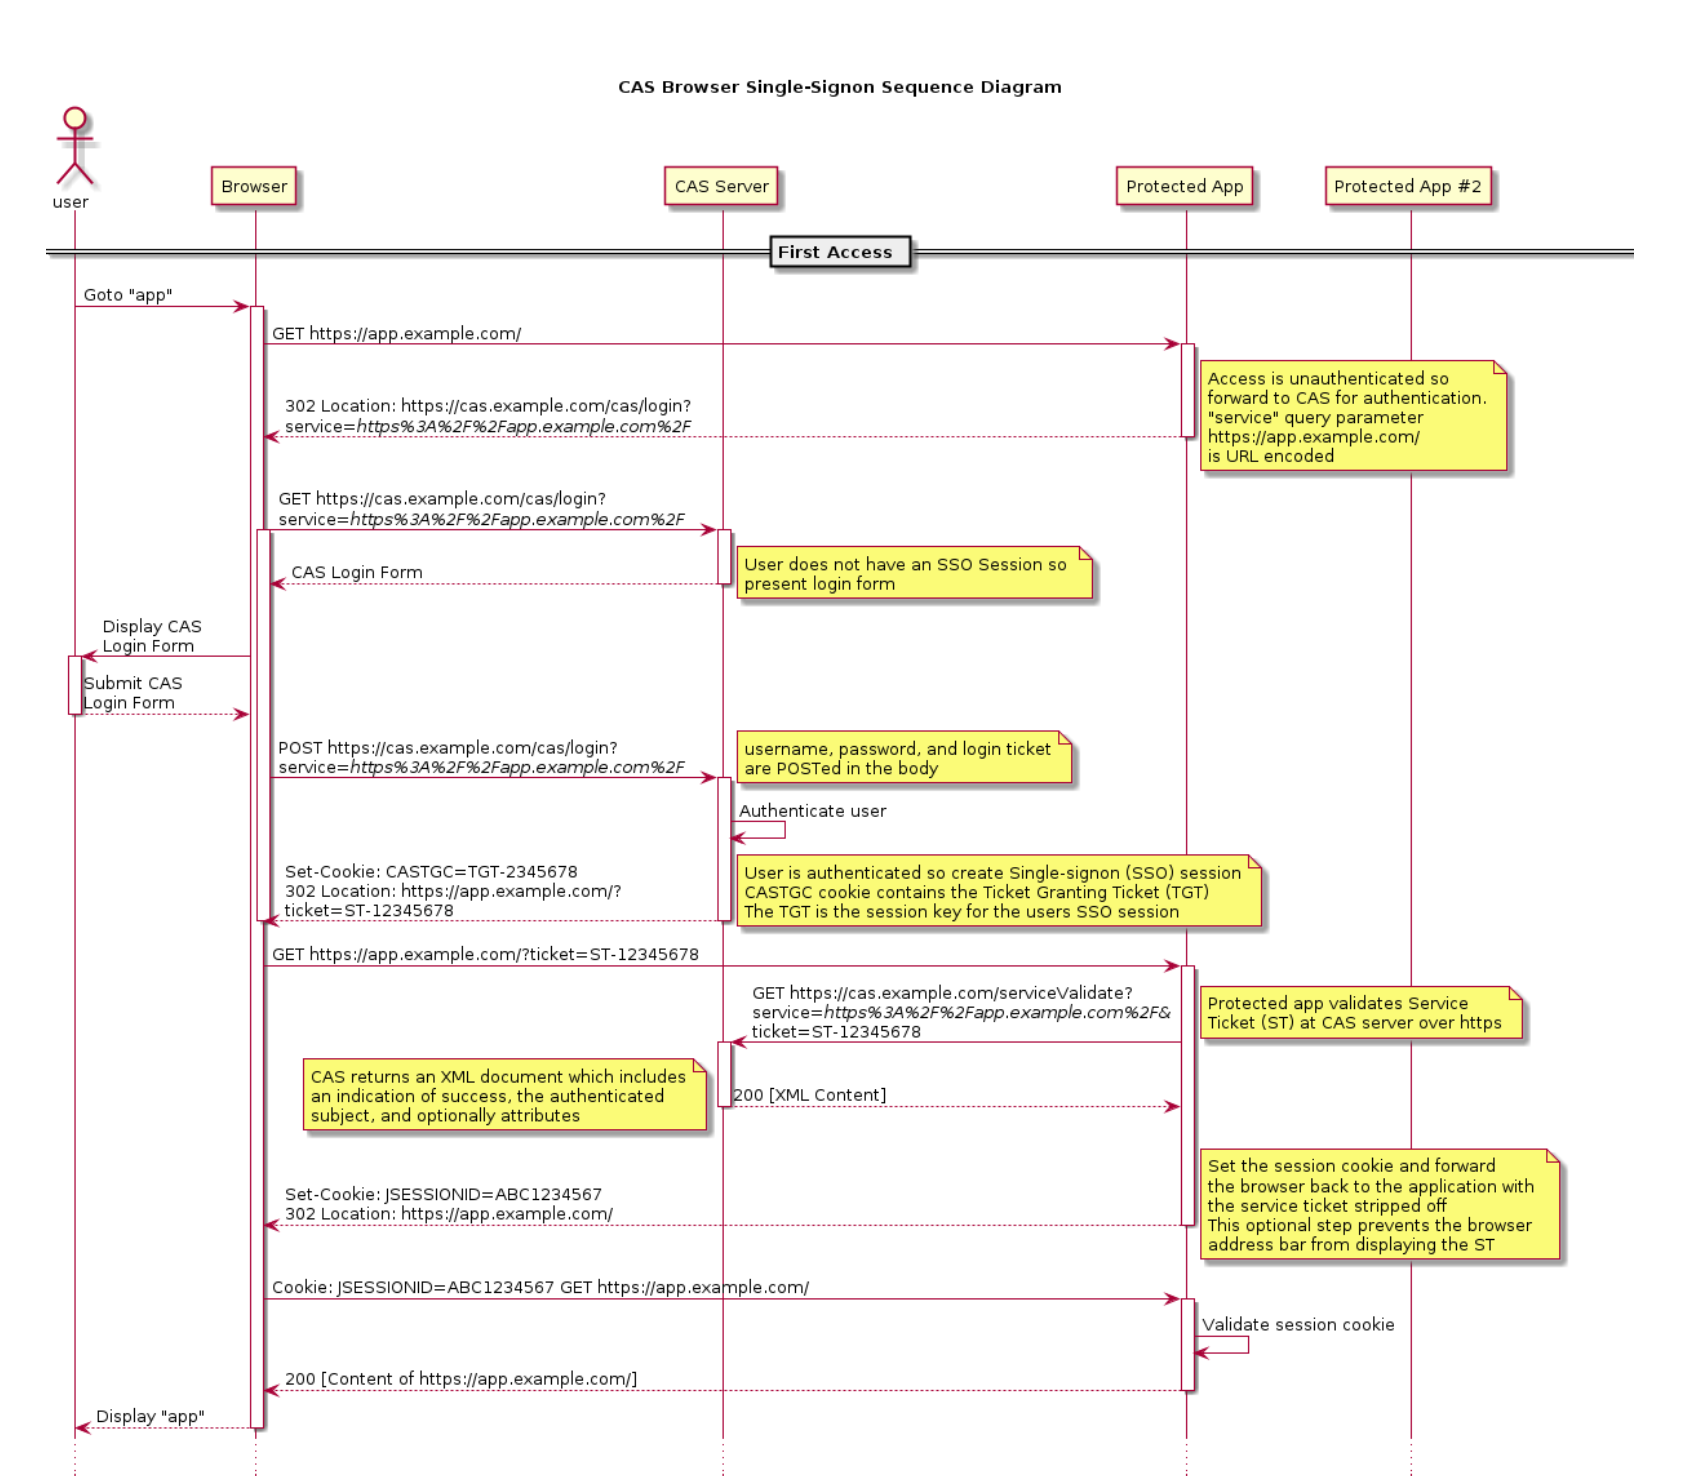 CAS Browser Single-Signon Sequence Diagram
user
Browser
CAS Server
Protected App
Protected App #2
First Access
Goto "app"
GET https://app.example.com/
Access is unauthenticated so
forward to CAS for authentication.
"service" query parameter
https://app.example.com/
is URL encoded
302 Location: https://cas.example.com/cas/login?
service=https%3A%2F%2Fapp.example.com%2F
GET https://cas.example.com/cas/login?
service=https%3A%2F%2Fapp.example.com%2F
User does not have an SSO Session so
present login form
CAS Login Form
Display CAS
Login Form
Submit CAS
Login Form
POST https://cas.example.com/cas/login?
service=https%3A%2F%2Fapp.example.com%2F
username, password, and login ticket
are POSTed in the body
Authenticate user
Set-Cookie: CASTGC=TGT-2345678
302 Location: https://app.example.com/?
ticket=ST-12345678
User is authenticated so create Single-signon (SSO) session
CASTGC cookie contains the Ticket Granting Ticket (TGT)
The TGT is the session key for the users SSO session
GET https://app.example.com/?ticket=ST-12345678
GET https://cas.example.com/serviceValidate?
service=https%3A%2F%2Fapp.example.com%2F&
ticket=ST-12345678
Protected app validates Service
Ticket (ST) at CAS server over https
CAS returns an XML document which includes
an indication of success, the authenticated
subject, and optionally attributes
200 [XML Content]
Set the session cookie and forward
the browser back to the application with
the service ticket stripped off
This optional step prevents the browser
address bar from displaying the ST
Set-Cookie: JSESSIONID=ABC1234567
302 Location: https://app.example.com/
Cookie: JSESSIONID=ABC1234567 GET https://app.example.com/
Validate session cookie
200 [Content of https://app.example.com/]
Display "app"